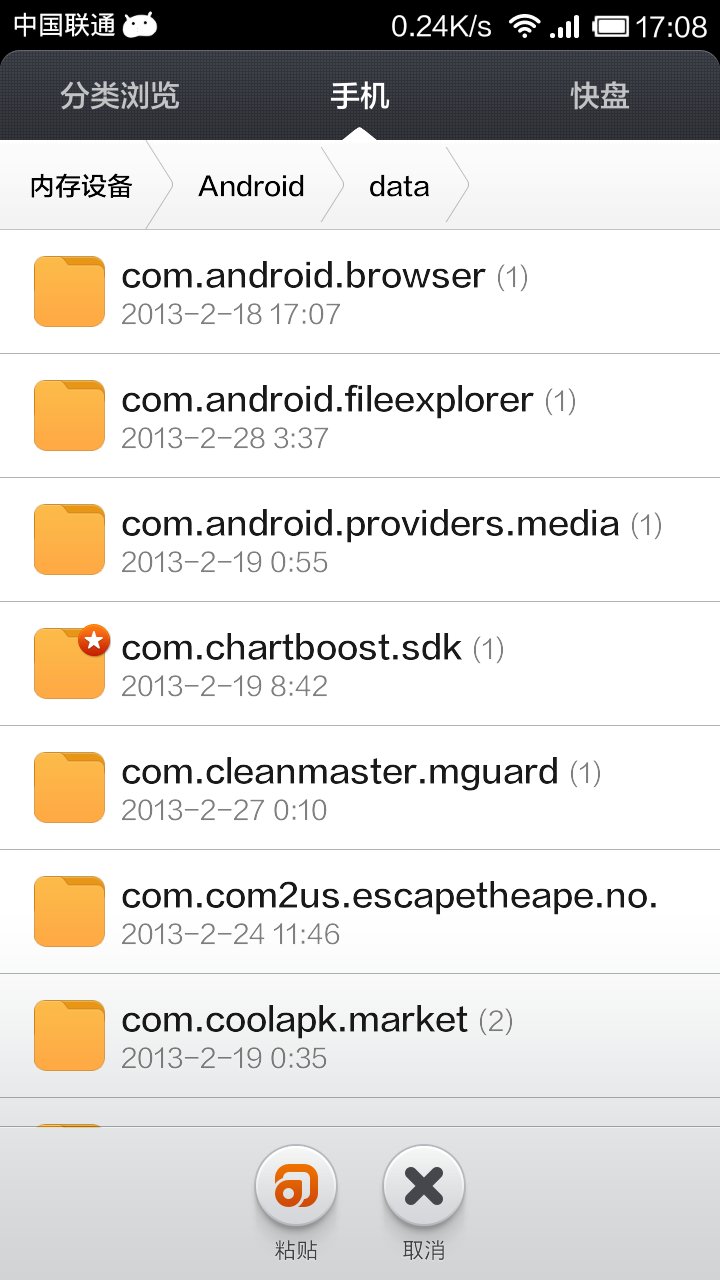 中国联通 0.24K/s 17:08
分类浏览 手机 快盘
内存设备 Android data
com.android.browser (1)
2013-2-18 17:07
com.android.fileexplorer (1)
2013-2-28 3:37
com.android.providers.media (1)
2013-2-19 0:55
com.chartboost.sdk (1)
2013-2-19 8:42
com.cleanmaster.mguard (1)
2013-2-27 0:10
com.com2us.escapetheape.no.
2013-2-24 11:46
com.coolapk.market (2)
2013-2-19 0:35
粘贴 取消